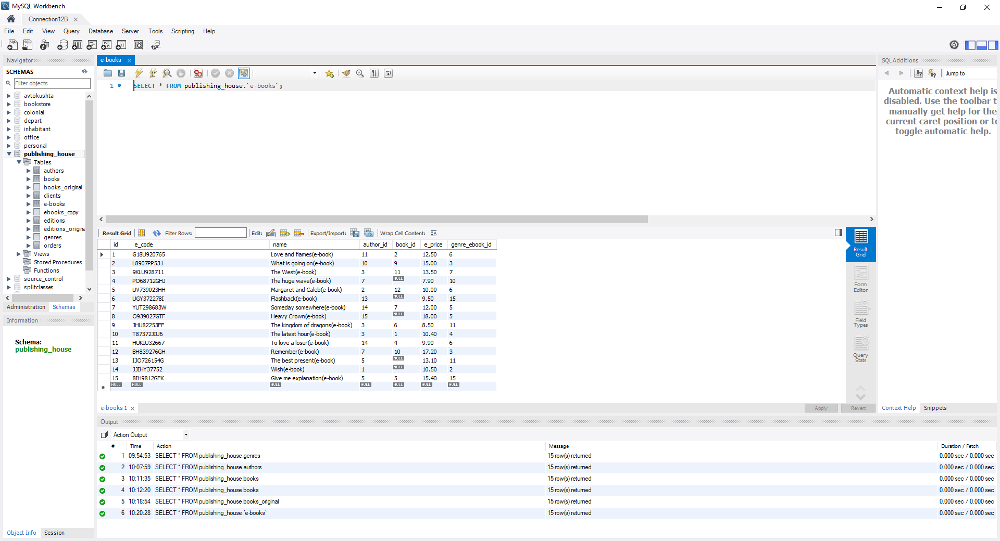 MySQL Workbench
Connection12B
File Edit View Query Database Server Tools Scripting Help
Navigator
SCHEMAS
Filter objects
avtokushta
bookstore
colonial
depart
inhabitant
office
personal
publishing_house
Tables
authors
books
books_original
clients
e-books
ebooks_copy
editions
editions_origina
genres
orders
Views
Stored Procedures
Functions
source_control
splitclasses
Administration Schemas
Information
Schema:
publishing_house
Object Info Session
e-books
1 SELECT * FROM publishing_house.`e-books`;
Result Grid Filter Rows: Edit: Export/Import: Wrap Cell Content:
id e_code name author_id book_id e_price genre_ebook_id
1 G18U920765 Love and flames(e-book) 11 2 12.50 6
2 L8907PP531 What is going on(e-book) 10 9 15.00 3
3 9KLU928711 The West(e-book) 3 11 13.50 7
4 PO68712GHJ The huge wave(e-book) 7 NULL 7.90 10
5 UV739023HH Margaret and Caleb(e-book) 2 12 10.00 6
6 UGY372278I Flashback(e-book) 13 NULL 9.50 15
7 YUT298683W Someday somewhere(e-book) 14 7 12.00 5
8 O939027GTF Heavy Crown(e-book) 15 NULL 18.00 5
9 JHU82253FF The kingdom of dragons(e-book) 3 6 8.50 11
10 T87372JIU6 The latest hour(e-book) 3 1 10.40 4
11 HUKIU32667 To love a loser(e-book) 14 4 9.90 6
12 BH839276GH Remember(e-book) 7 10 17.20 3
13 IJO726154G The best present(e-book) 5 NULL 13.10 11
14 JJIHY37752 Wish(e-book) 1 NULL 10.50 2
15 8IH9812GFK Give me explanation(e-book) 5 5 15.40 15
NULL NULL NULL NULL NULL NULL NULL
Result
Grid
Form
Editor
Field
Types
Query
Stats
e-books 1
Apply Revert
Output
Action Output
# Time Action Message Duration / Fetch
1 09:54:53 SELECT * FROM publishing_house.genres 15 row(s) returned 0.000 sec / 0.000 sec
2 10:07:59 SELECT * FROM publishing_house.authors 15 row(s) returned 0.000 sec / 0.000 sec
3 10:11:35 SELECT * FROM publishing_house.books 15 row(s) returned 0.000 sec / 0.000 sec
4 10:12:20 SELECT * FROM publishing_house.books 15 row(s) returned 0.000 sec / 0.000 sec
5 10:18:54 SELECT * FROM publishing_house.books_original 15 row(s) returned 0.000 sec / 0.000 sec
6 10:20:28 SELECT * FROM publishing_house.`e-books` 15 row(s) returned 0.000 sec / 0.000 sec
SQLAdditions
Jump to
Automatic context help is
disabled. Use the toolbar t
manually get help for the
current caret position or to
toggle automatic help.
Context Help Snippets